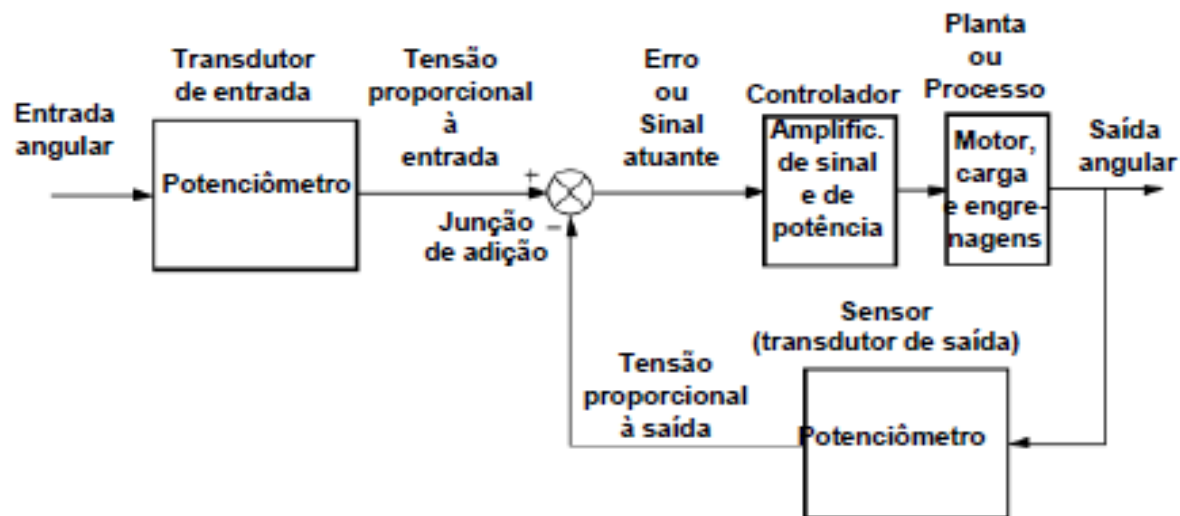 Planta
ou
Processo
Transdutor
de entrada
Tensão
proporcional
à
entrada
Erro
ou
Sinal
atuante
Controlador
Entrada
angular
Potenciômetro
+
Junção
de adição
–
Amplific.
de sinal
e de
potência
Motor,
carga
e engre-
nagens
Saída
angular
Sensor
(transdutor de saída)
Tensão
proporcional
à saída
Potenciômetro